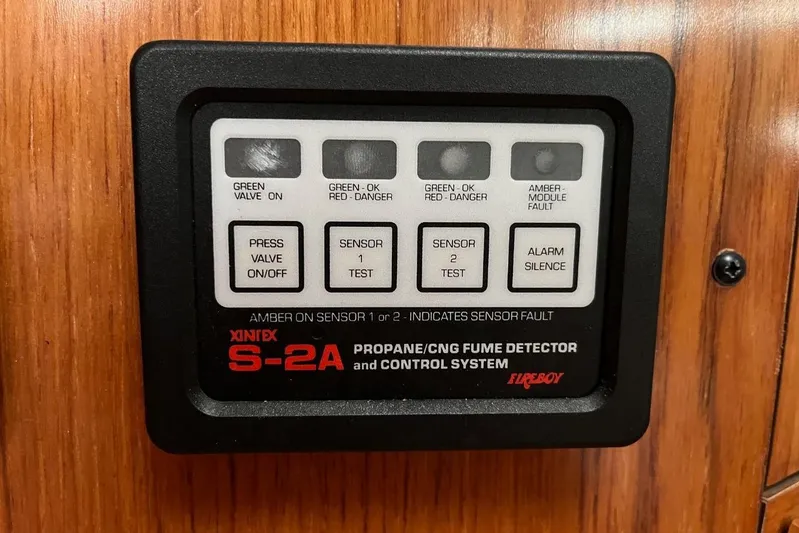 GREEN
VALVE ON
GREEN - OK
RED - DANGER
GREEN - OK
RED - DANGER
AMBER -
MODULE
FAULT
PRESS
VALVE
ON/OFF
SENSOR
1
TEST
SENSOR
2
TEST
ALARM
SILENCE
AMBER ON SENSOR 1 or 2 - INDICATES SENSOR FAULT
XINTEX
S-2A
PROPANE/CNG FUME DETECTOR
and CONTROL SYSTEM
FIREBOY